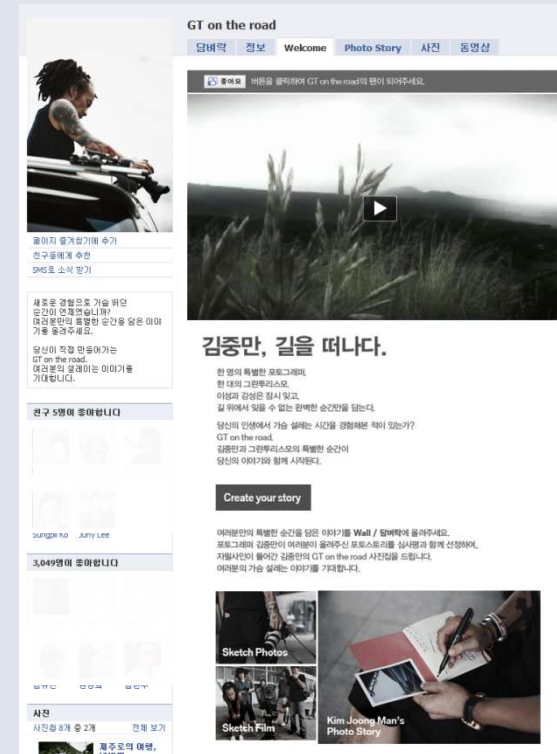 GT on the road
담벼락 정보 Welcome Photo Story 사진 동영상
좋아요 버튼을 클릭하여 GT on the road의 팬이 되어주세요.
페이지 즐겨찾기에 추가
친구들에게 추천
SMS로 소식 받기
새로운 경험으로 가슴 뛰던
순간이 언제였습니까?
여러분만의 특별한 순간을 담은 이야
기를 올려주세요.
당신이 직접 만들어가는
GT on the road.
여러분의 설레이는 이야기를
기대합니다.
친구 5명이 좋아합니다
Sungpil Ko Juny Lee
3,049명이 좋아합니다
사진
사진첩 8개 중 2개 전체 보기
제주로의 여행,
김중만, 길을 떠나다.
한 명의 특별한 포토그래퍼,
한 대의 그란투리스모.
이성과 감성은 잠시 잊고,
길 위에서 잊을 수 없는 완벽한 순간만을 담는다.
당신의 인생에서 가슴 설레는 시간을 경험해본 적이 있는가?
GT on the road.
김중만과 그란투리스모의 특별한 순간이
당신의 이야기와 함께 시작된다.
Create your story
여러분만의 특별한 순간을 담은 이야기를 Wall / 담벼락에 올려주세요.
포토그래퍼 김중만이 여러분이 올려주신 포토스토리를 심사평과 함께 선정하여,
자필사인이 들어간 김중만의 GT on the road 사진집을 드립니다.
여러분의 가슴 설레는 이야기를 기대합니다.
Sketch Photos
Sketch Film
Kim Joong Man's
Photo Story